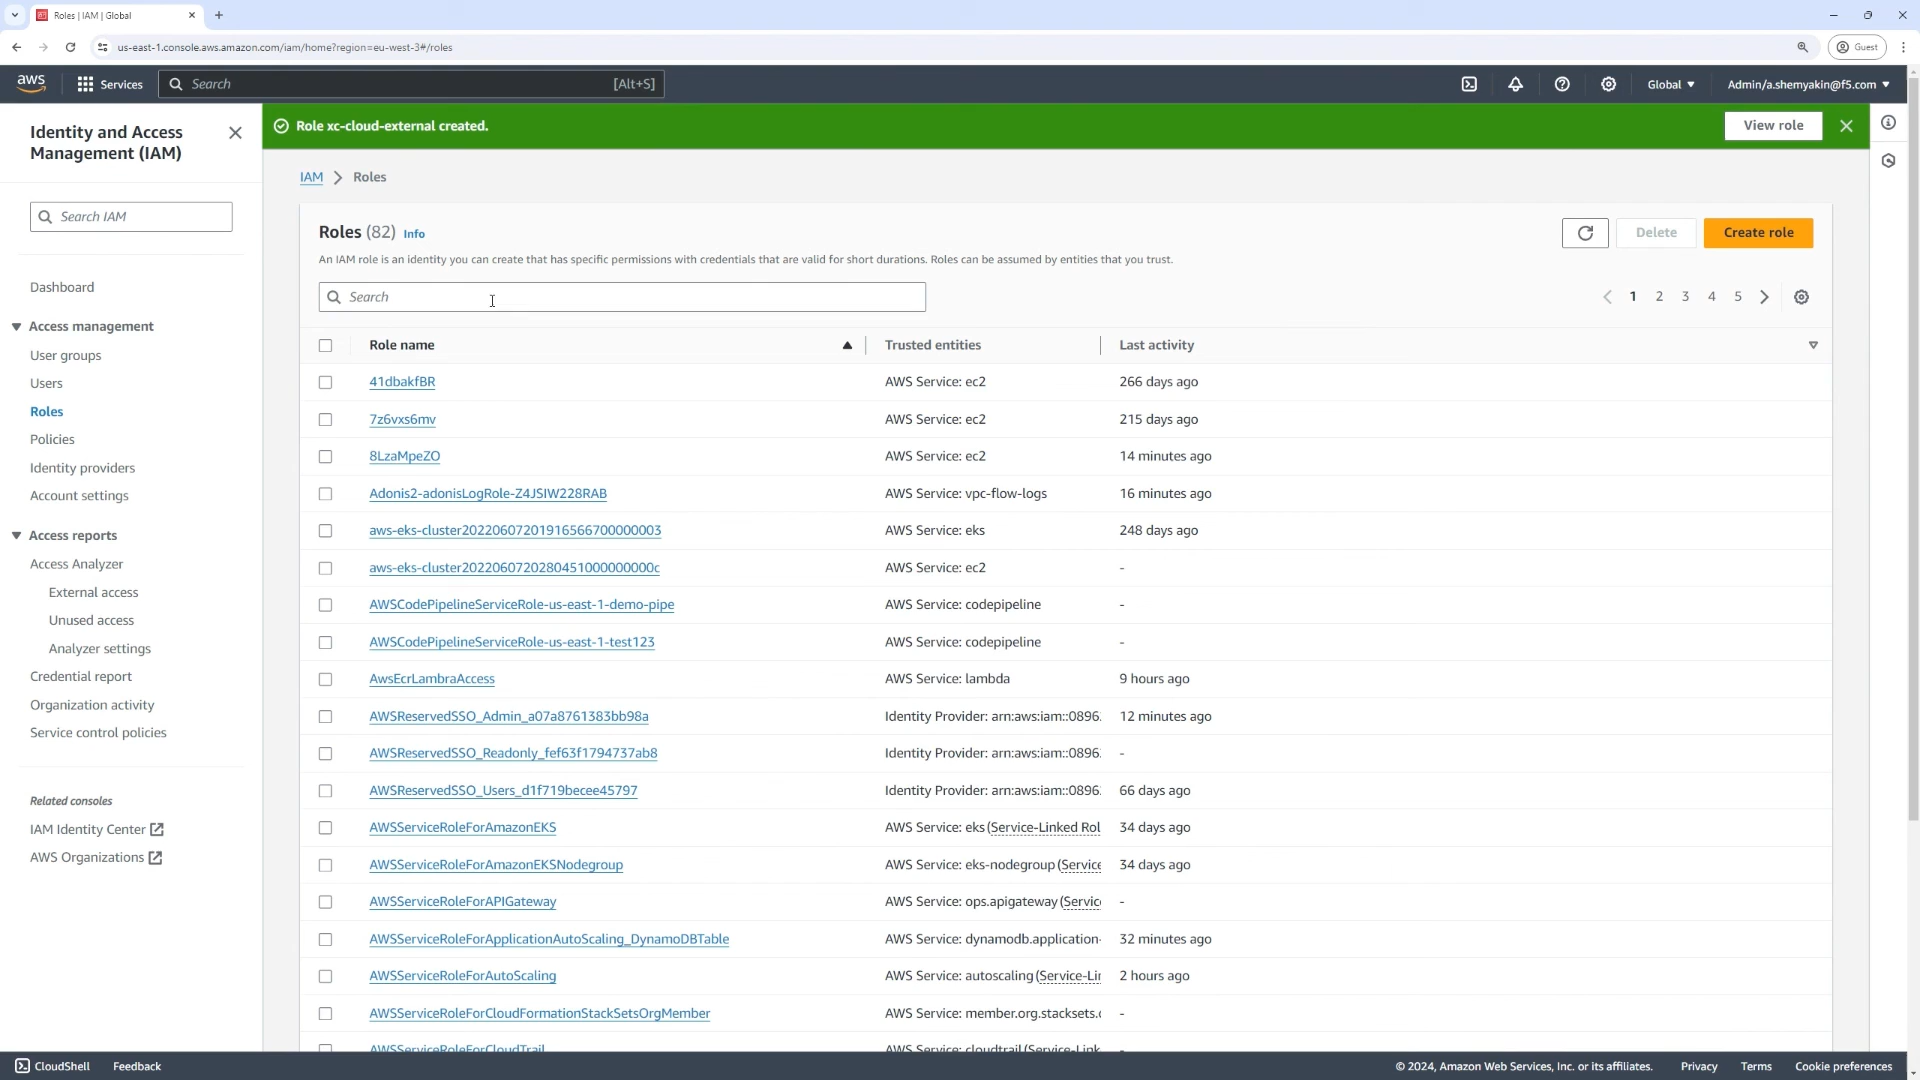 Roles | IAM | Global
us-east-1.console.aws.amazon.com/iam/home?region=eu-west-3#/roles
Guest
aws
Services
Search
[Alt+S]
Global
Admin/a.shemyakin@f5.com
Identity and Access
Management (IAM)
Search IAM
Dashboard
Access management
User groups
Users
Roles
Policies
Identity providers
Account settings
Access reports
Access Analyzer
External access
Unused access
Analyzer settings
Credential report
Organization activity
Service control policies
Related consoles
IAM Identity Center
AWS Organizations
Role xc-cloud-external created.
View role
IAM > Roles
Roles (82) Info
Delete
Create role
An IAM role is an identity you can create that has specific permissions with credentials that are valid for short durations. Roles can be assumed by entities that you trust.
Search
1 2 3 4 5
Role name Trusted entities Last activity
41dbakfBR AWS Service: ec2 266 days ago
7z6vxs6mv AWS Service: ec2 215 days ago
8LzaMpeZO AWS Service: ec2 14 minutes ago
Adonis2-adonisLogRole-Z4JSIW228RAB AWS Service: vpc-flow-logs 16 minutes ago
aws-eks-cluster20220607201916566700000003 AWS Service: eks 248 days ago
aws-eks-cluster2022060720280451000000000c AWS Service: ec2 -
AWSCodePipelineServiceRole-us-east-1-demo-pipe AWS Service: codepipeline -
AWSCodePipelineServiceRole-us-east-1-test123 AWS Service: codepipeline -
AwsEcrLambraAccess AWS Service: lambda 9 hours ago
AWSReservedSSO_Admin_a07a8761383bb98a Identity Provider: arn:aws:iam::0896 12 minutes ago
AWSReservedSSO_Readonly_fef63f1794737ab8 Identity Provider: arn:aws:iam::0896 -
AWSReservedSSO_Users_d1f719becee45797 Identity Provider: arn:aws:iam::0896 66 days ago
AWSServiceRoleForAmazonEKS AWS Service: eks (Service-Linked Rol 34 days ago
AWSServiceRoleForAmazonEKSNodegroup AWS Service: eks-nodegroup (Service 34 days ago
AWSServiceRoleForAPIGateway AWS Service: ops.apigateway (Servic -
AWSServiceRoleForApplicationAutoScaling_DynamoDBTable AWS Service: dynamodb.application- 32 minutes ago
AWSServiceRoleForAutoScaling AWS Service: autoscaling (Service-Lin 2 hours ago
AWSServiceRoleForCloudFormationStackSetsOrgMember AWS Service: member.org.stacksets. -
AWSServiceRoleForCloudTrail AWS Service: cloudtrail (Service-Link -
CloudShell
Feedback
© 2024, Amazon Web Services, Inc. or its affiliates.
Privacy
Terms
Cookie preferences